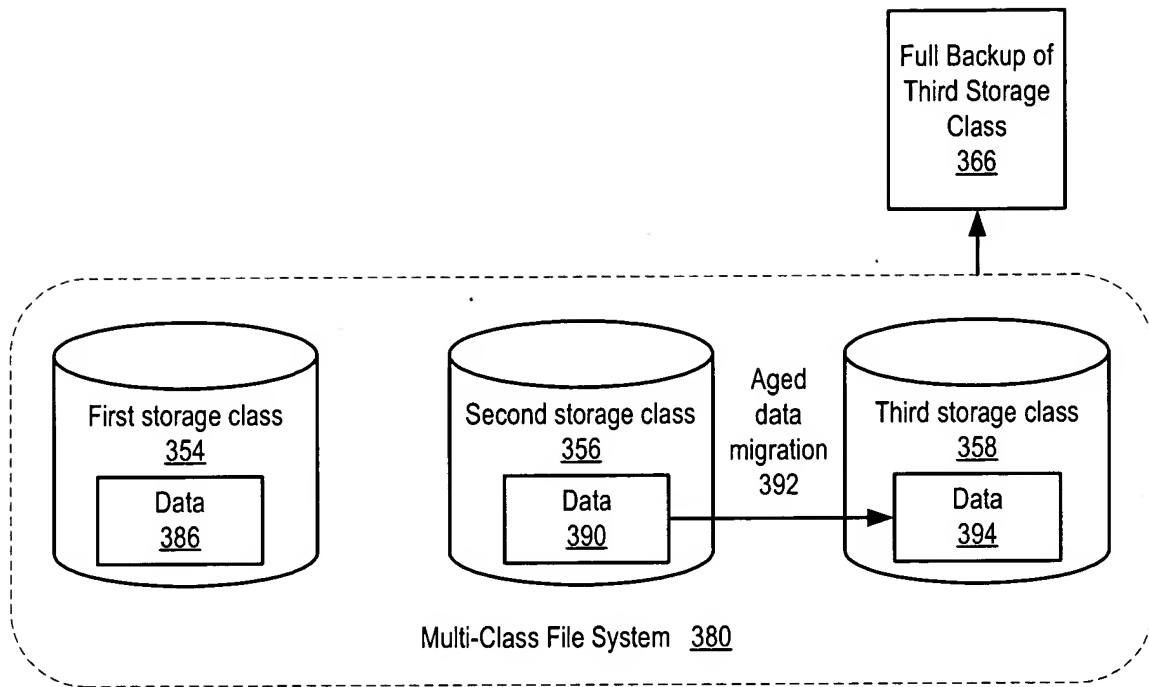 Full Backup of
Third Storage
Class
366
First storage class
354
Data
386
Second storage class
356
Data
390
Aged
data
migration
392
Third storage class
358
Data
394
Multi-Class File System 380